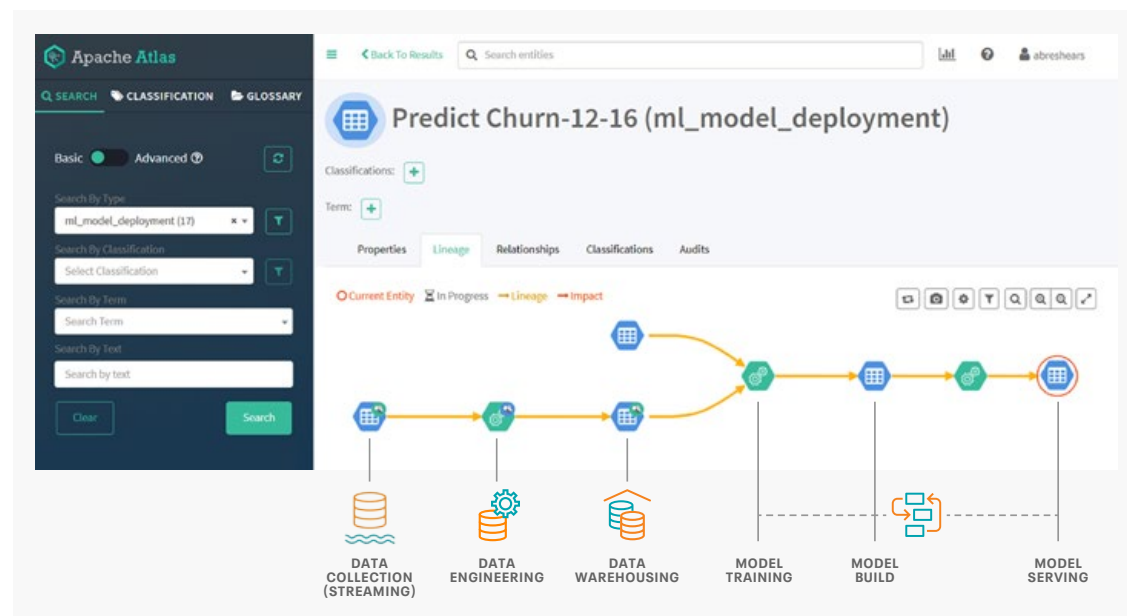 Apache Atlas
SEARCH CLASSIFICATION GLOSSARY
Basic Advanced
Search By Type
ml_model_deployment (17)
Search By Classification
Select Classification
Search By Term
Search Term
Search By Text
Search by text
Clear Search
Back To Results Search entities abreshears
Predict Churn-12-16 (ml_model_deployment)
Classifications:
Term:
Properties Lineage Relationships Classifications Audits
Current Entity In Progress Lineage Impact
DATA
COLLECTION
(STREAMING)
DATA
ENGINEERING
DATA
WAREHOUSING
MODEL
TRAINING
MODEL
BUILD
MODEL
SERVING